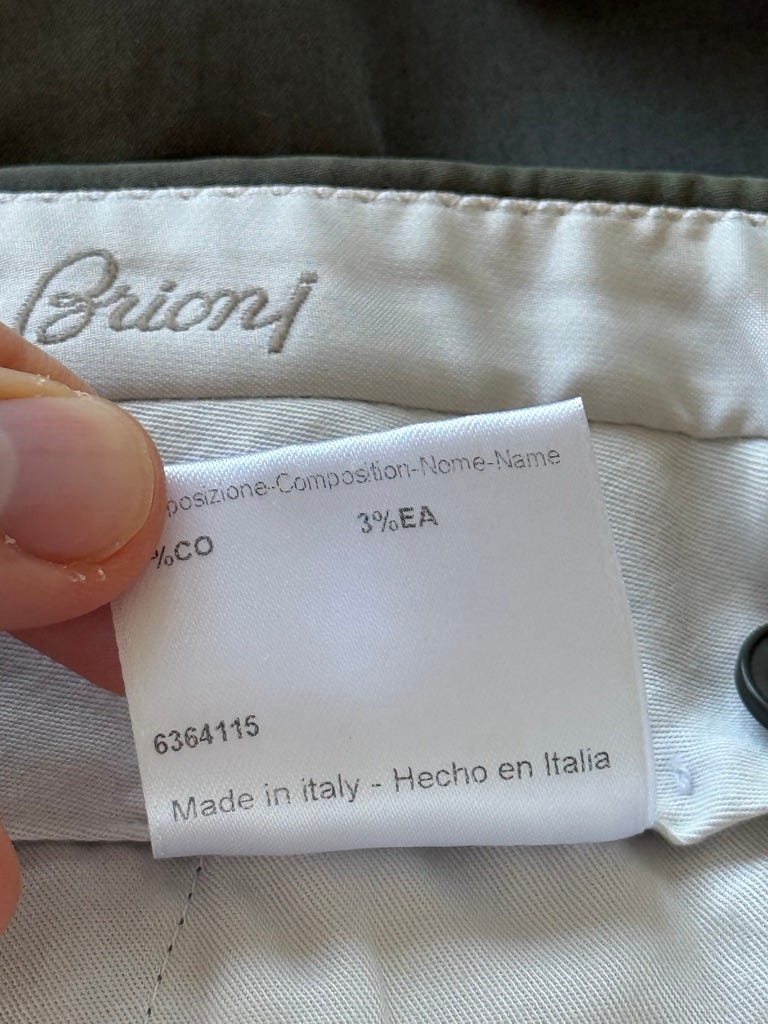 Brioni
posizione-Composition-Nome-Name
%CO 3%EA
6364115
Made in italy - Hecho en Italia